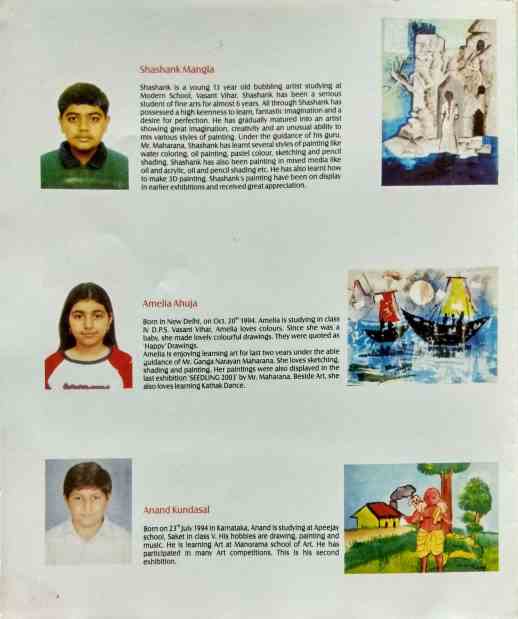 Shashank Mangla
Shashank is a young 13 year old bubbling artist studying at
Modern School, Vasant Vihar. Shashank has been a serious
student of fine arts for almost 6 years. All through Shashank has
possessed a high keenness to learn, fantastic imagination and a
desire for perfection. He has gradually matured into an artist
showing great imagination, creativity and an unusual ability to
mix various styles of painting. Under the guidance of his guru,
Mr. Maharana, Shashank has learnt several styles of painting like
water coloring, oil painting, pastel colour, sketching and pencil
shading. Shashank has also been painting in mixed media like
oil and acrylic, oil and pencil shading etc. He has also learnt how
to make 3D painting. Shashank's painting have been on display
in earlier exhibitions and received great appreciation.
Amelia Ahuja
Born in New Delhi, on Oct. 20th 1994. Amelia is studying in class
IV D.P.S. Vasant Vihar, Amelia loves colours. Since she was a
baby, she made lovely colourful drawings. They were quoted as
'Happy' Drawings.
Amelia is enjoying learning art for last two years under the able
guidance of Mr. Ganga Narayan Maharana. She loves sketching,
shading and painting. Her paintings were also displayed in the
last exhibition 'SEEDLING 2003' by Mr. Maharana. Beside Art, she
also loves learning Kathak Dance.
Anand Kundasal
Born on 23rd July 1994 in Karnataka, Anand is studying at Apeejay
school, Saket in class V. His hobbies are drawing, painting and
music. He is learning Art at Manorama school of Art. He has
participated in many Art competitions. This is his second
exhibition.